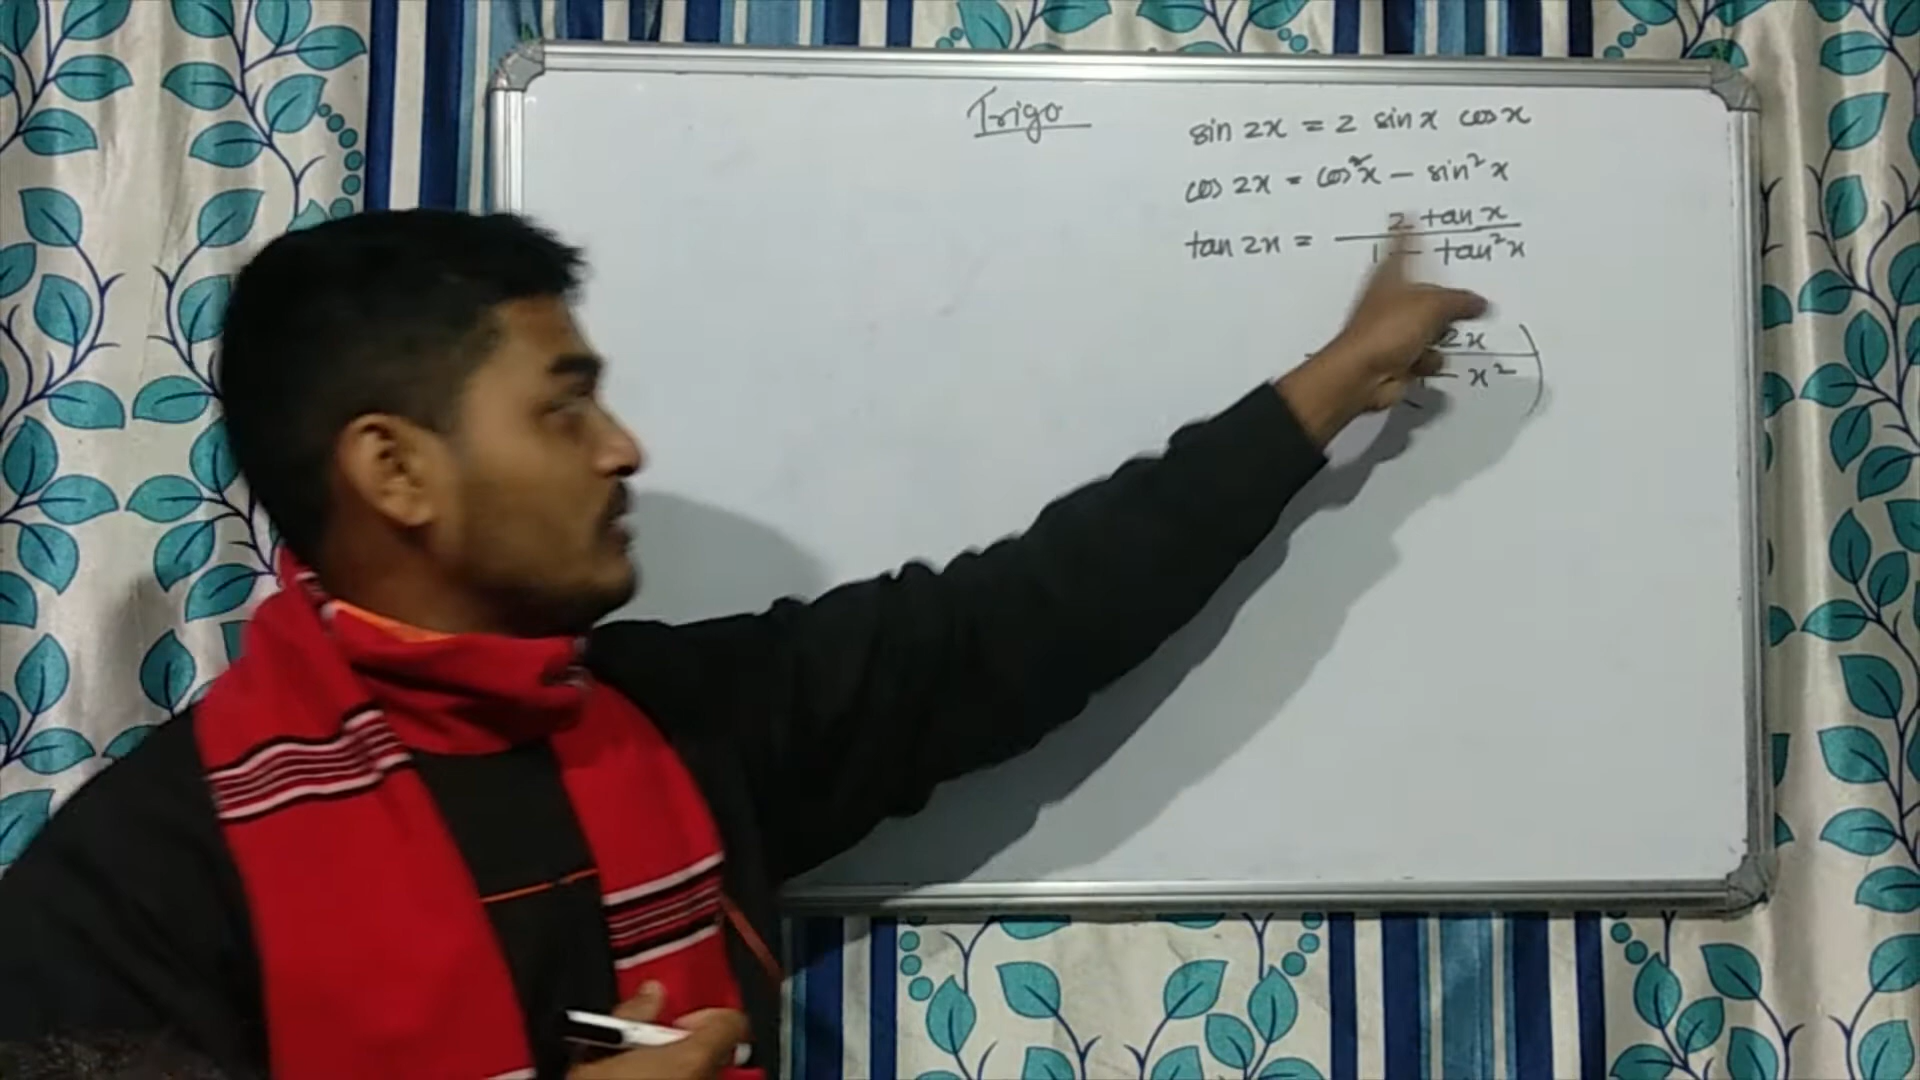 Trigo
sin 2x = 2 sin x cos x
cos 2x = cos²x - sin²x
tan 2x = 2 tan x / 1 - tan²x
2x / - x² )